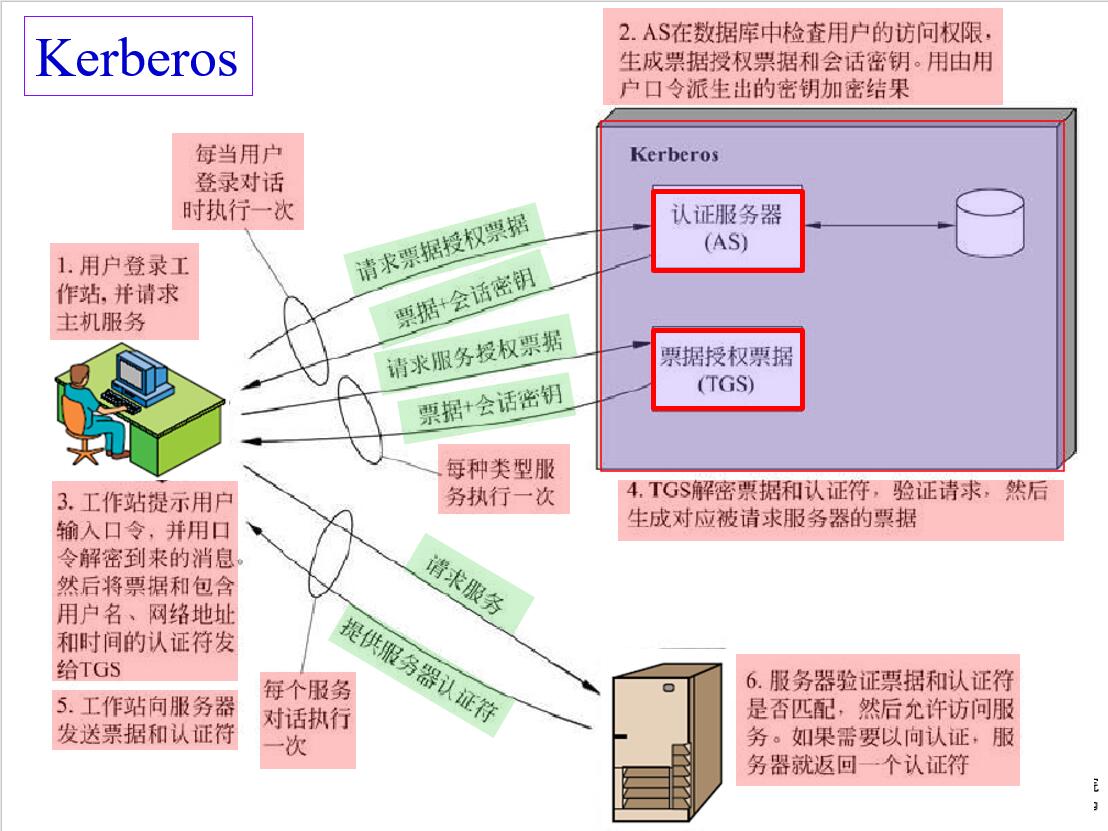 Kerberos
2. AS在数据库中检查用户的访问权限，
生成票据授权票据和会话密钥。用由用
户口令派生出的密钥加密结果
每当用户
登录对话
时执行一次
Kerberos
认证服务器
(AS)
请求票据授权票据
票据+会话密钥
1. 用户登录工
作站, 并请求
主机服务
请求服务授权票据
票据授权票据
(TGS)
票据+会话密钥
每种类型服
务执行一次
4. TGS解密票据和认证符，验证请求，然后
生成对应被请求服务器的票据
3. 工作站提示用户
输入口令，并用口
令解密到来的消息。
然后将票据和包含
用户名、网络地址
和时间的认证符发
给TGS
请求服务
提供服务器认证符
5. 工作站向服务器
发送票据和认证符
每个服务
对话执行
一次
6. 服务器验证票据和认证符
是否匹配，然后允许访问服
务。如果需要以向认证，服
务器就返回一个认证符